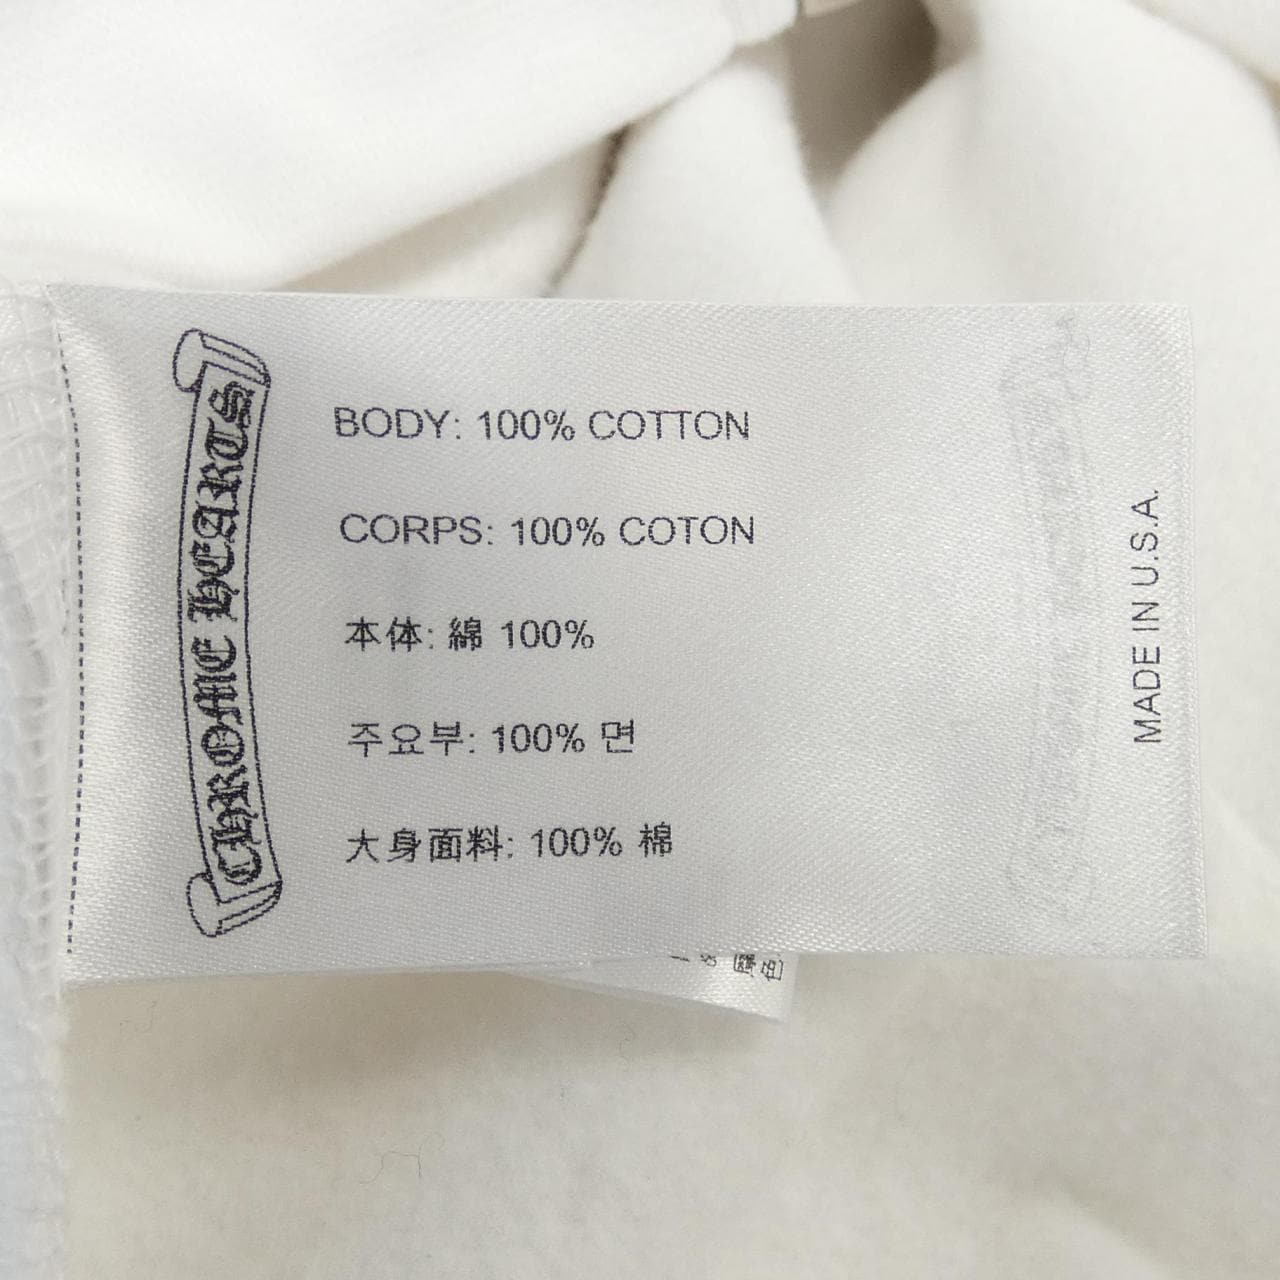 CHROME HEARTS
BODY: 100% COTTON
CORPS: 100% COTON
本体: 綿 100%
주요부: 100% 면
大身面料: 100% 棉
MADE IN U.S.A.